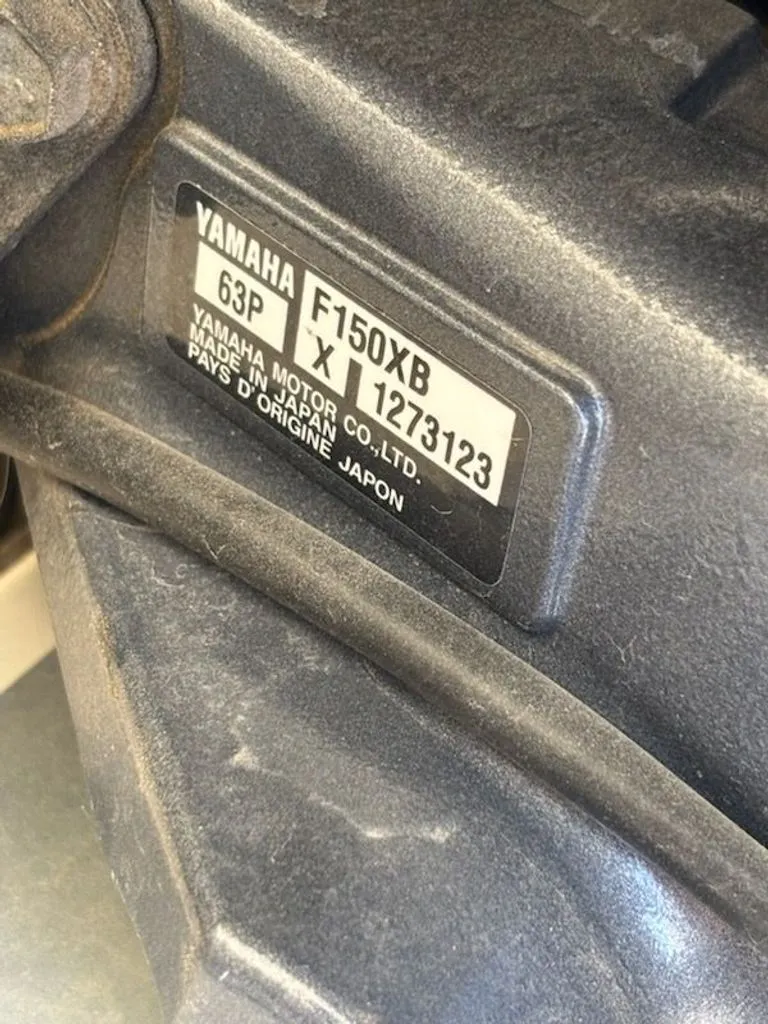 YAMAHA
63P F150XB
X 1273123
YAMAHA MOTOR CO.,LTD.
MADE IN JAPAN
PAYS D'ORIGINE JAPON